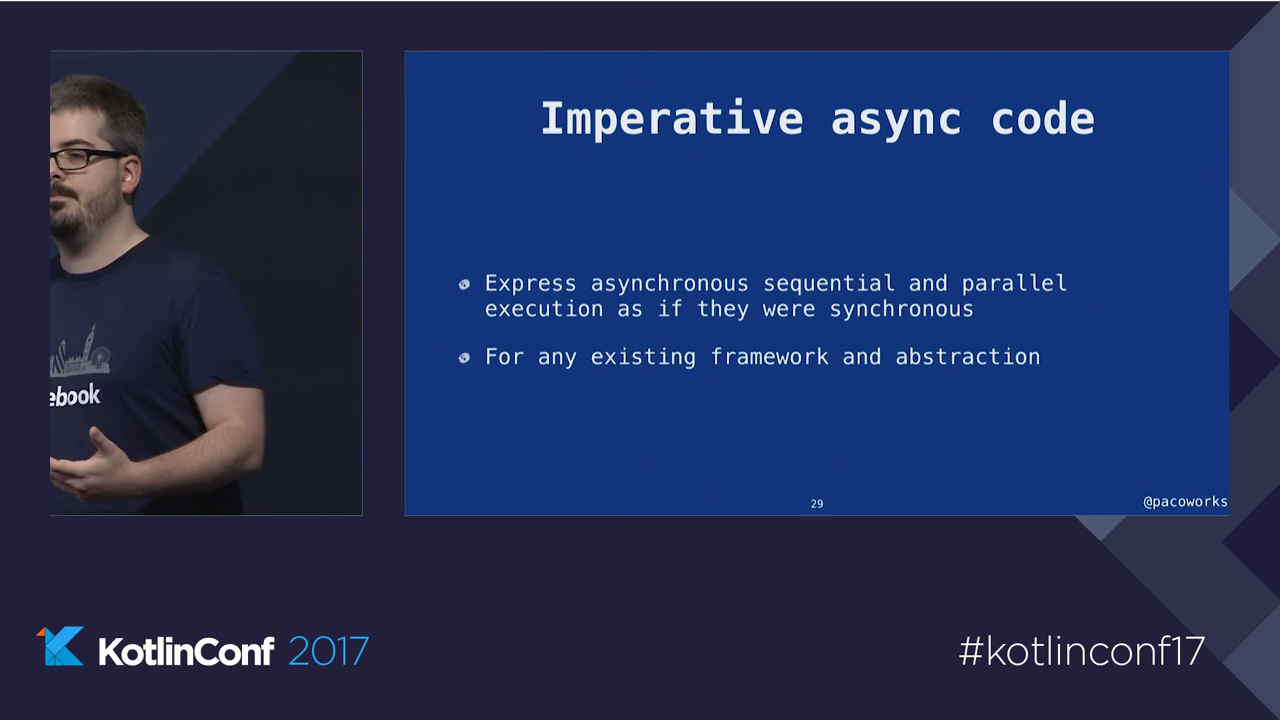 Imperative async code
Express asynchronous sequential and parallel
execution as if they were synchronous
For any existing framework and abstraction
29
@pacoworks
ebook
KotlinConf 2017
#kotlinconf17